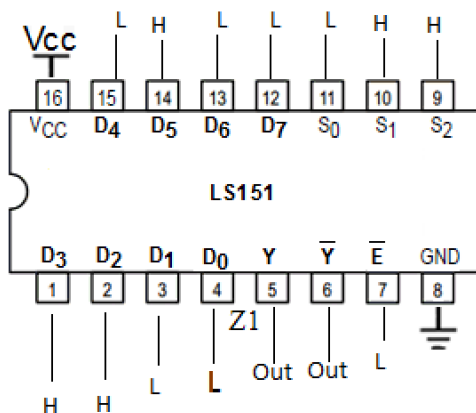 L H L L L H H
Vcc
16 15 14 13 12 11 10 9
VCC D4 D5 D6 D7 S0 S1 S2
LS151
D3 D2 D1 D0 Y Y̅ E̅ GND
1 2 3 4 5 6 7 8
Z1
H H L L Out Out L